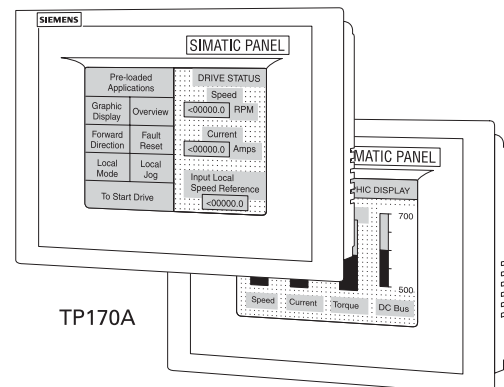 SIEMENS
SIMATIC PANEL
Pre-
loaded
Applications
Graphic
Display
Overview
Forward
Direction
Fault
Reset
Local
Mode
Local
Jog
To Start Drive
DRIVE STATUS
Speed
<00000.0 RPM
Current
<00000.0 Amps
Input Local
Speed Reference
<00000.0
MATIC PANEL
HIC DISPLAY
700
500
Speed Current Torque DC Bus
TP170A